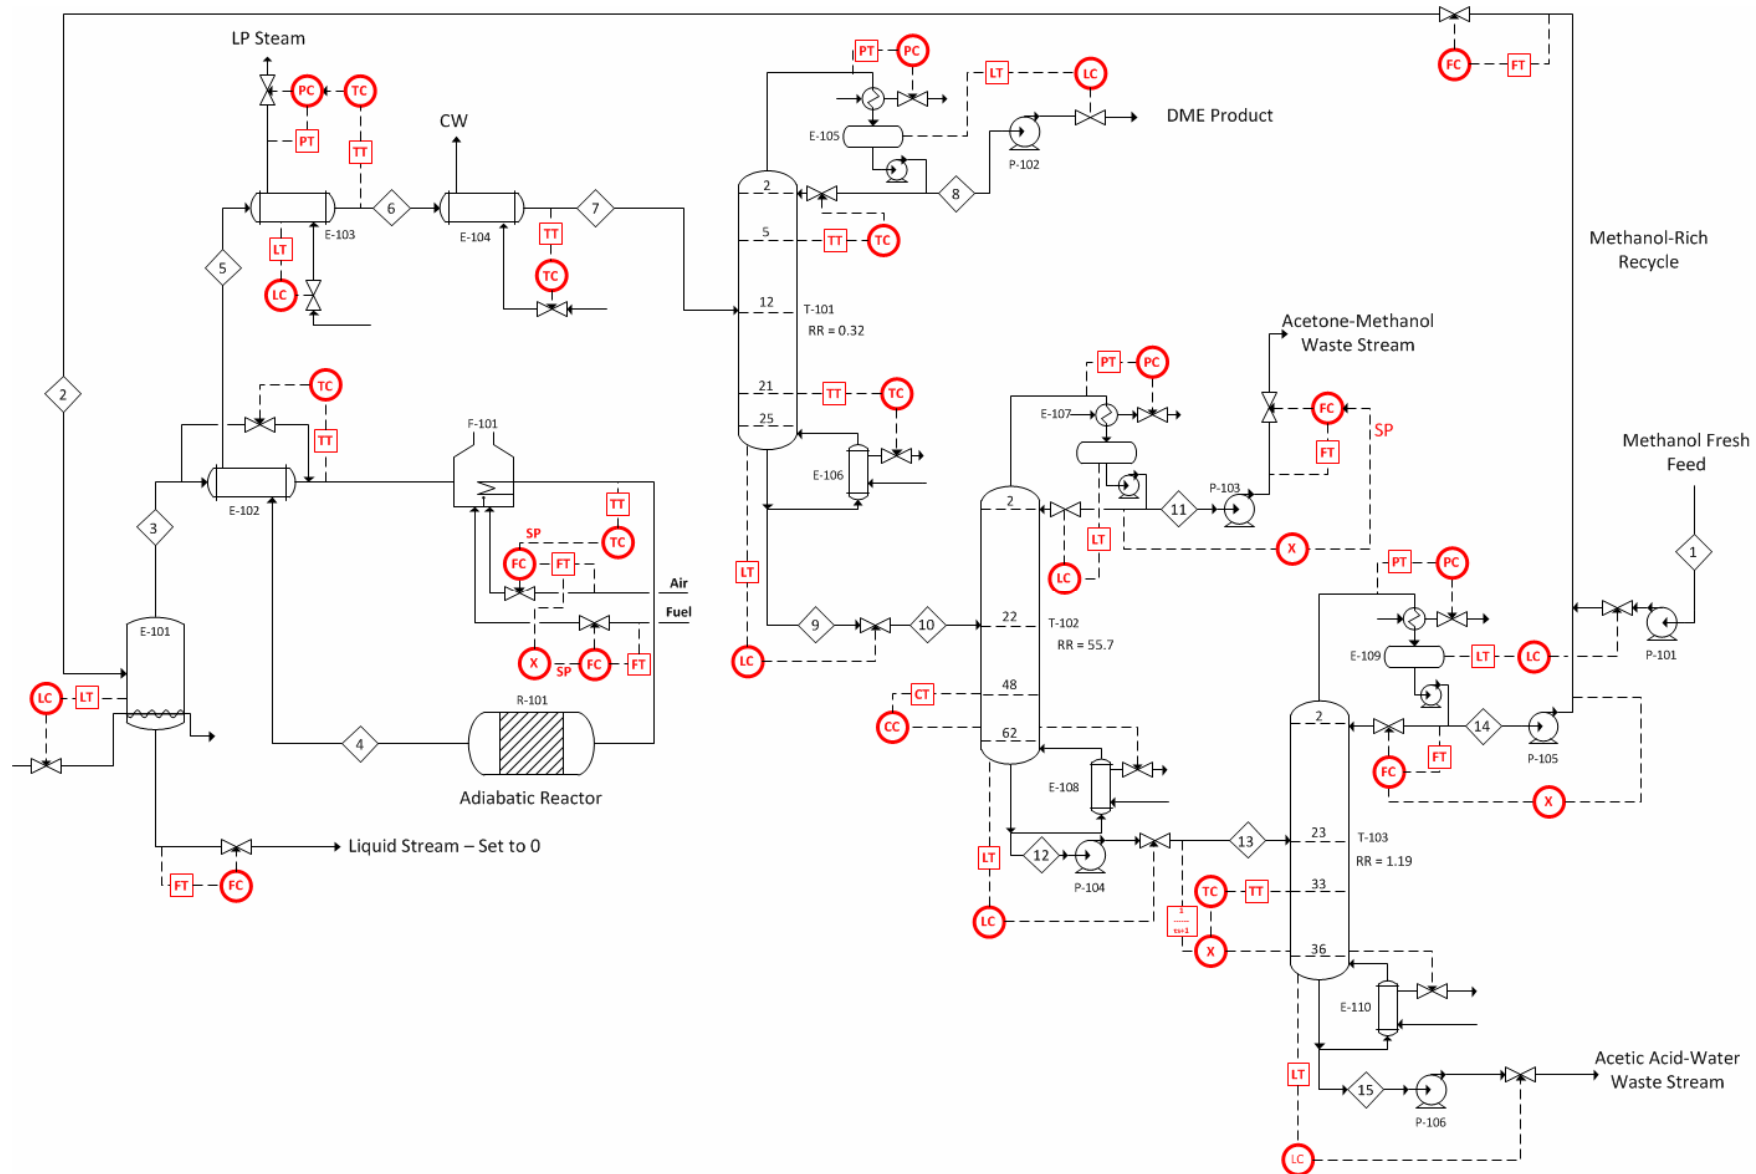 LP Steam
PC
TC
PT
TT
E-103
LT
LC
5
6
CW
E-104
TT
TC
7
PT
PC
LT
LC
E-105
P-102
DME Product
8
2
5
TT
TC
12
T-101
RR = 0.32
21
TT
TC
25
E-106
FC
FT
Methanol-Rich
Recycle
2
TC
TT
E-102
F-101
3
TT
TC
SP
FC
FT
Air
Fuel
X
SP
FC
FT
E-101
LC
LT
R-101
4
Adiabatic Reactor
Liquid Stream – Set to 0
FT
FC
LT
LC
9
10
PT
PC
E-107
Acetone-Methanol
Waste Stream
FC
SP
FT
P-103
11
2
LT
LC
X
22
T-102
RR = 55.7
CT
48
CC
62
E-108
LT
LC
12
P-104
13
Methanol Fresh
Feed
1
P-101
PT
PC
E-109
LT
LC
2
14
P-105
FC
FT
X
23
T-103
RR = 1.19
TC
TT
33
1
τs+1
X
36
E-110
LT
LC
15
P-106
Acetic Acid-Water
Waste Stream